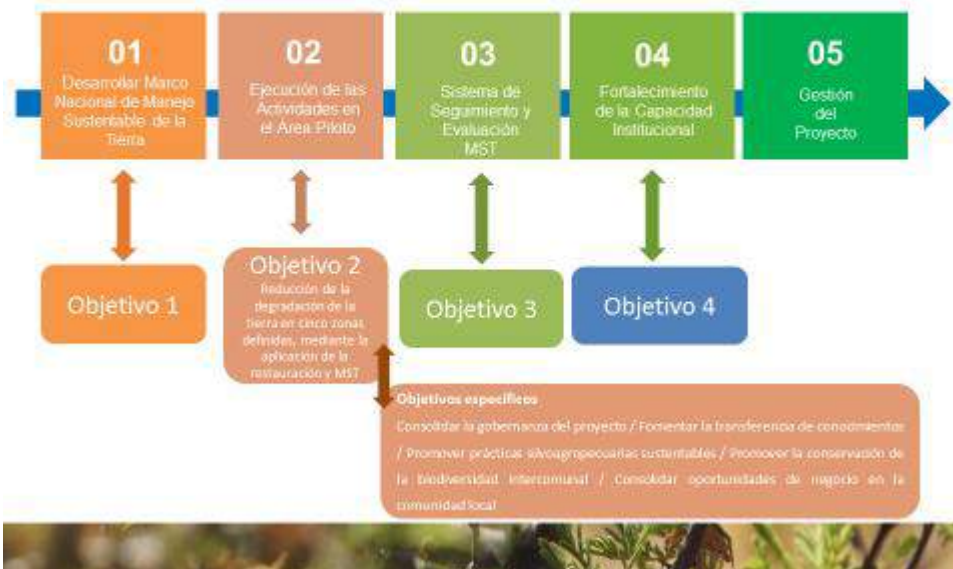 01
Desarrollar Marco
Nacional de Manejo
Sustentable de la
Tierra
02
Ejecución de las
Actividades en
el Área Piloto
03
Sistema de
Seguimiento y
Evaluación
MST
04
Fortalecimiento
de la Capacidad
Institucional
05
Gestión
del
Proyecto
Objetivo 1
Objetivo 2
Reducción de la
degradación de la
tierra en cinco zonas
definidas, mediante la
aplicación de la
restauración y MST
Objetivo 3
Objetivo 4
Objetivos específicos
Consolidar la gobernanza del proyecto / Fomentar la transferencia de conocimientos
/ Promover prácticas silvoagropecuarias sustentables / Promover la conservación de
la biodiversidad intercomunal / Consolidar oportunidades de negocio en la
comunidad local